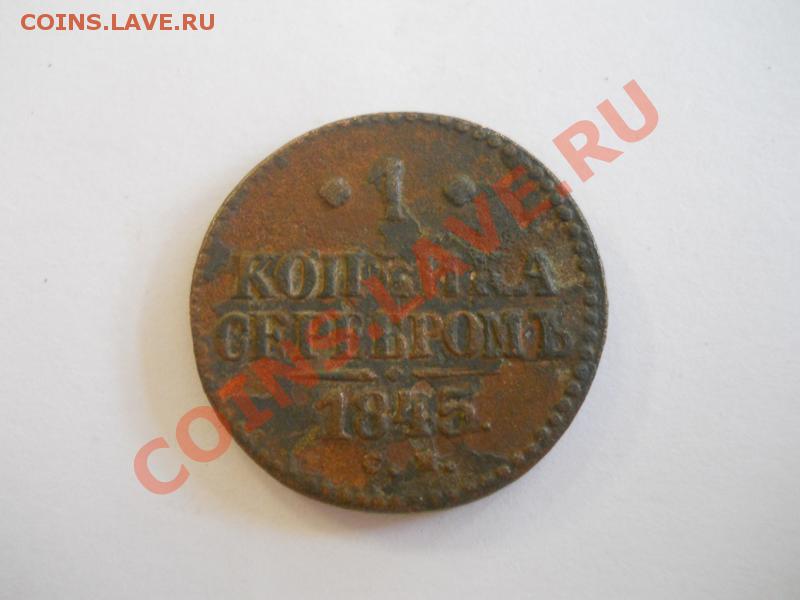 COINS.LAVE.RU
1
КОПѢЙКА
СЕРЕБРОМЪ
1845.
С.М.
COINS.LAVE.RU